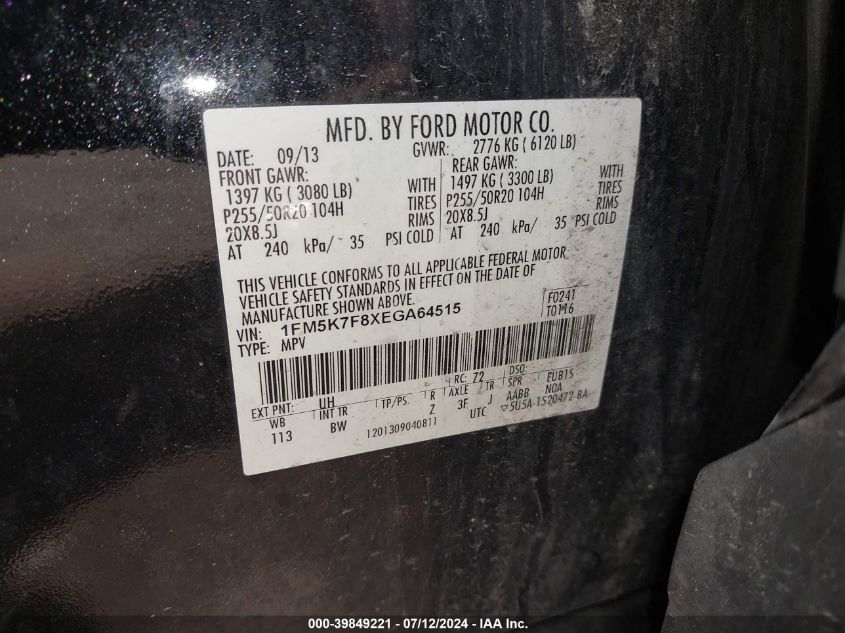 MFD. BY FORD MOTOR CO.
DATE: 09/13 GVWR: 2776 KG ( 6120 LB)
FRONT GAWR: REAR GAWR:
1397 KG ( 3080 LB) WITH 1497 KG ( 3300 LB) WITH
P255/50R20 104H TIRES P255/50R20 104H TIRES
20X8.5J RIMS 20X8.5J RIMS
AT 240 kPa/ 35 PSI COLD AT 240 kPa/ 35 PSI COLD
THIS VEHICLE CONFORMS TO ALL APPLICABLE FEDERAL MOTOR
VEHICLE SAFETY STANDARDS IN EFFECT ON THE DATE OF
MANUFACTURE SHOWN ABOVE.
VIN: 1FM5K7F8XEGA64515 F0241
TYPE: MPV T0116
EXT PNT: UH RC: 72 DSO:
WB INT TR TP/PS R AXLE TR SPR EUB1S
113 BW Z 3F J AABB NOA
1201309040811 UTC ▽5U5A-1520472-BA
000-39849221 - 07/12/2024 - © IAA Inc.